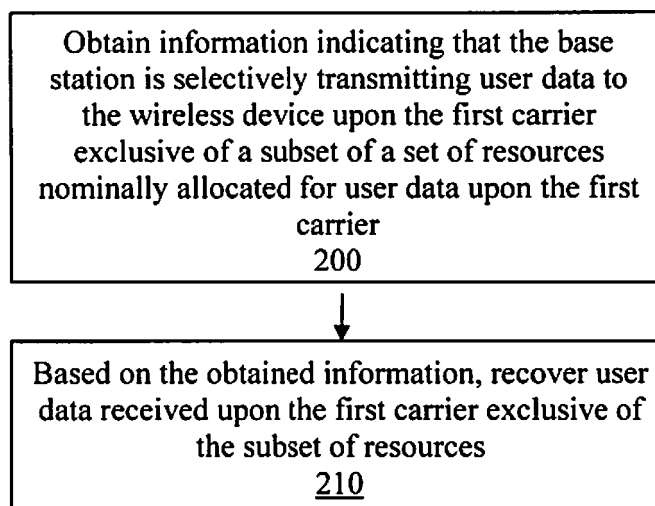 Obtain information indicating that the base
station is selectively transmitting user data to
the wireless device upon the first carrier
exclusive of a subset of a set of resources
nominally allocated for user data upon the first
carrier
200
Based on the obtained information, recover user
data received upon the first carrier exclusive of
the subset of resources
210